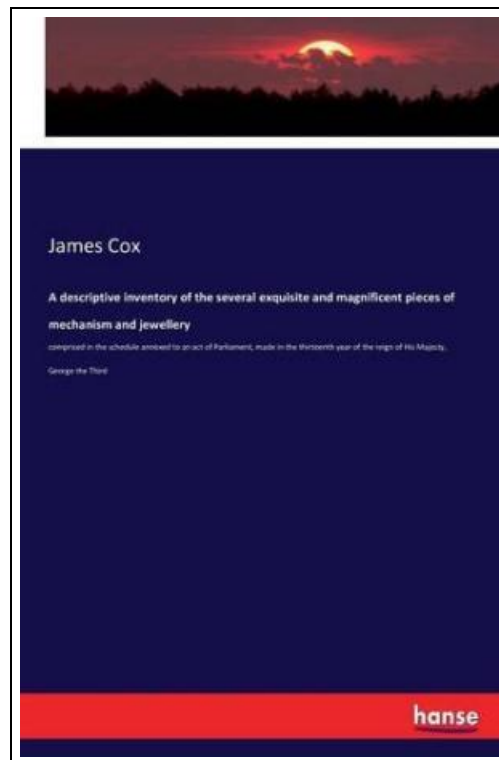 James Cox
A descriptive inventory of the several exquisite and magnificent pieces of
mechanism and jewellery
comprised in the schedule annexed to an act of Parliament, made in the thirteenth year of the reign of His Majesty,
George the Third
hanse